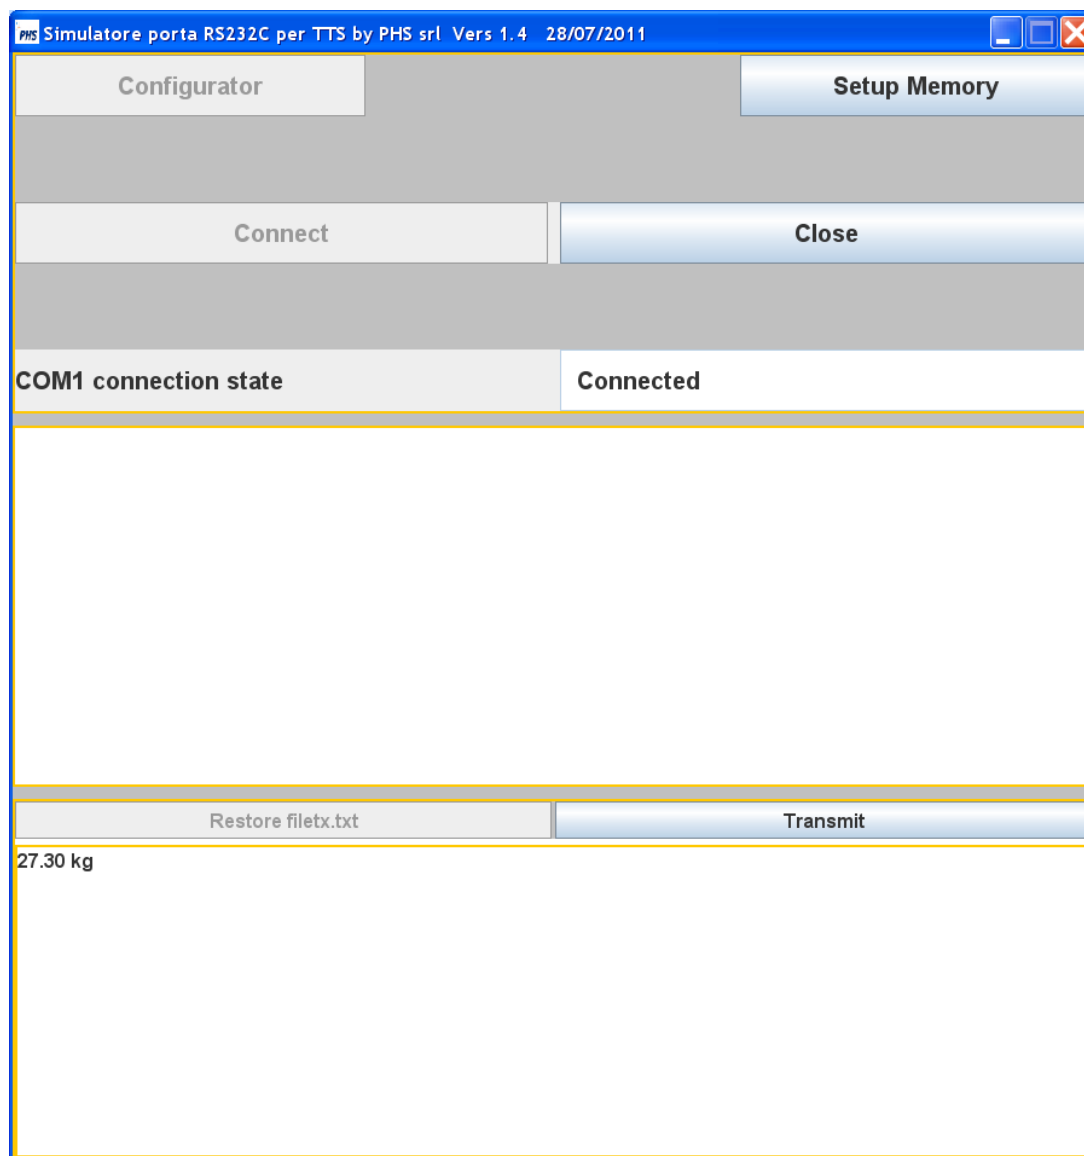 PHS Simulatore porta RS232C per TTS by PHS srl Vers 1.4 28/07/2011
Configurator Setup Memory
Connect Close
COM1 connection state Connected
Restore filetx.txt Transmit
27.30 kg